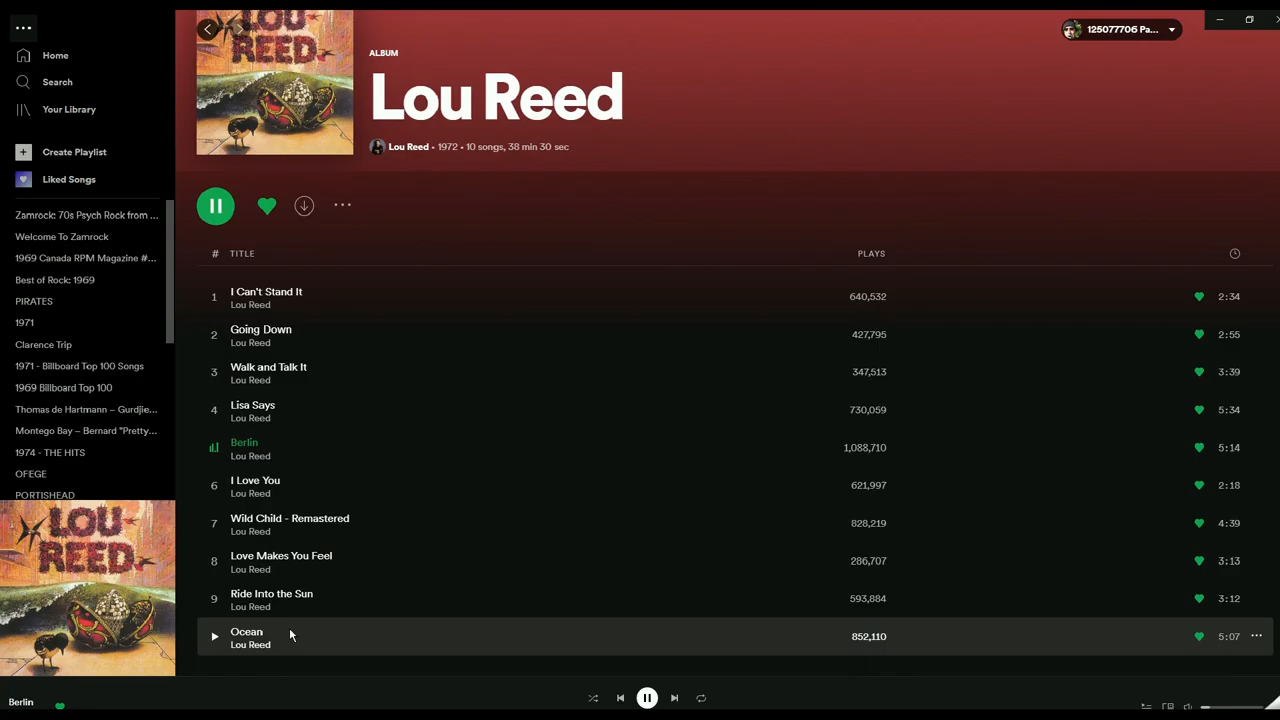 Home
Search
Your Library
Create Playlist
Liked Songs
Zamrock: 70s Psych Rock from ...
Welcome To Zamrock
1969 Canada RPM Magazine #...
Best of Rock: 1969
PIRATES
1971
Clarence Trip
1971 - Billboard Top 100 Songs
1969 Billboard Top 100
Thomas de Hartmann – Gurdjie...
Montego Bay – Bernard "Pretty...
1974 - THE HITS
OFEGE
PORTISHEAD
LOU REED
Berlin
LOU REED
125077706 Pa...
ALBUM
Lou Reed
Lou Reed • 1972 • 10 songs, 38 min 30 sec
# TITLE PLAYS
1 I Can't Stand It 640,532 2:34
Lou Reed
2 Going Down 427,795 2:55
Lou Reed
3 Walk and Talk It 347,513 3:39
Lou Reed
4 Lisa Says 730,059 5:34
Lou Reed
Berlin 1,088,710 5:14
Lou Reed
6 I Love You 621,997 2:18
Lou Reed
7 Wild Child - Remastered 828,219 4:39
Lou Reed
8 Love Makes You Feel 286,707 3:13
Lou Reed
9 Ride Into the Sun 593,884 3:12
Lou Reed
Ocean 852,110 5:07
Lou Reed